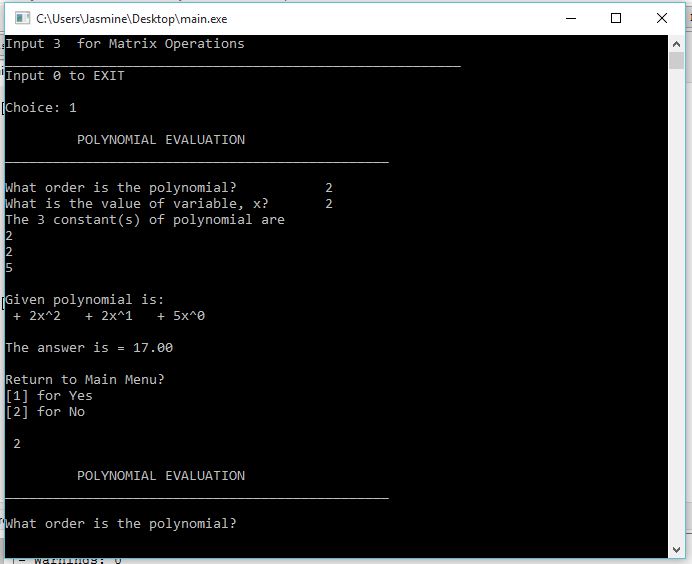 C:\Users\Jasmine\Desktop\main.exe
Input 3  for Matrix Operations
Input 0 to EXIT
Choice: 1
POLYNOMIAL EVALUATION
What order is the polynomial?           2
What is the value of variable, x?       2
The 3 constant(s) of polynomial are
2
2
5
Given polynomial is:
+ 2x^2   + 2x^1   + 5x^0
The answer is = 17.00
Return to Main Menu?
[1] for Yes
[2] for No
2
POLYNOMIAL EVALUATION
What order is the polynomial?
- Warnings: 0